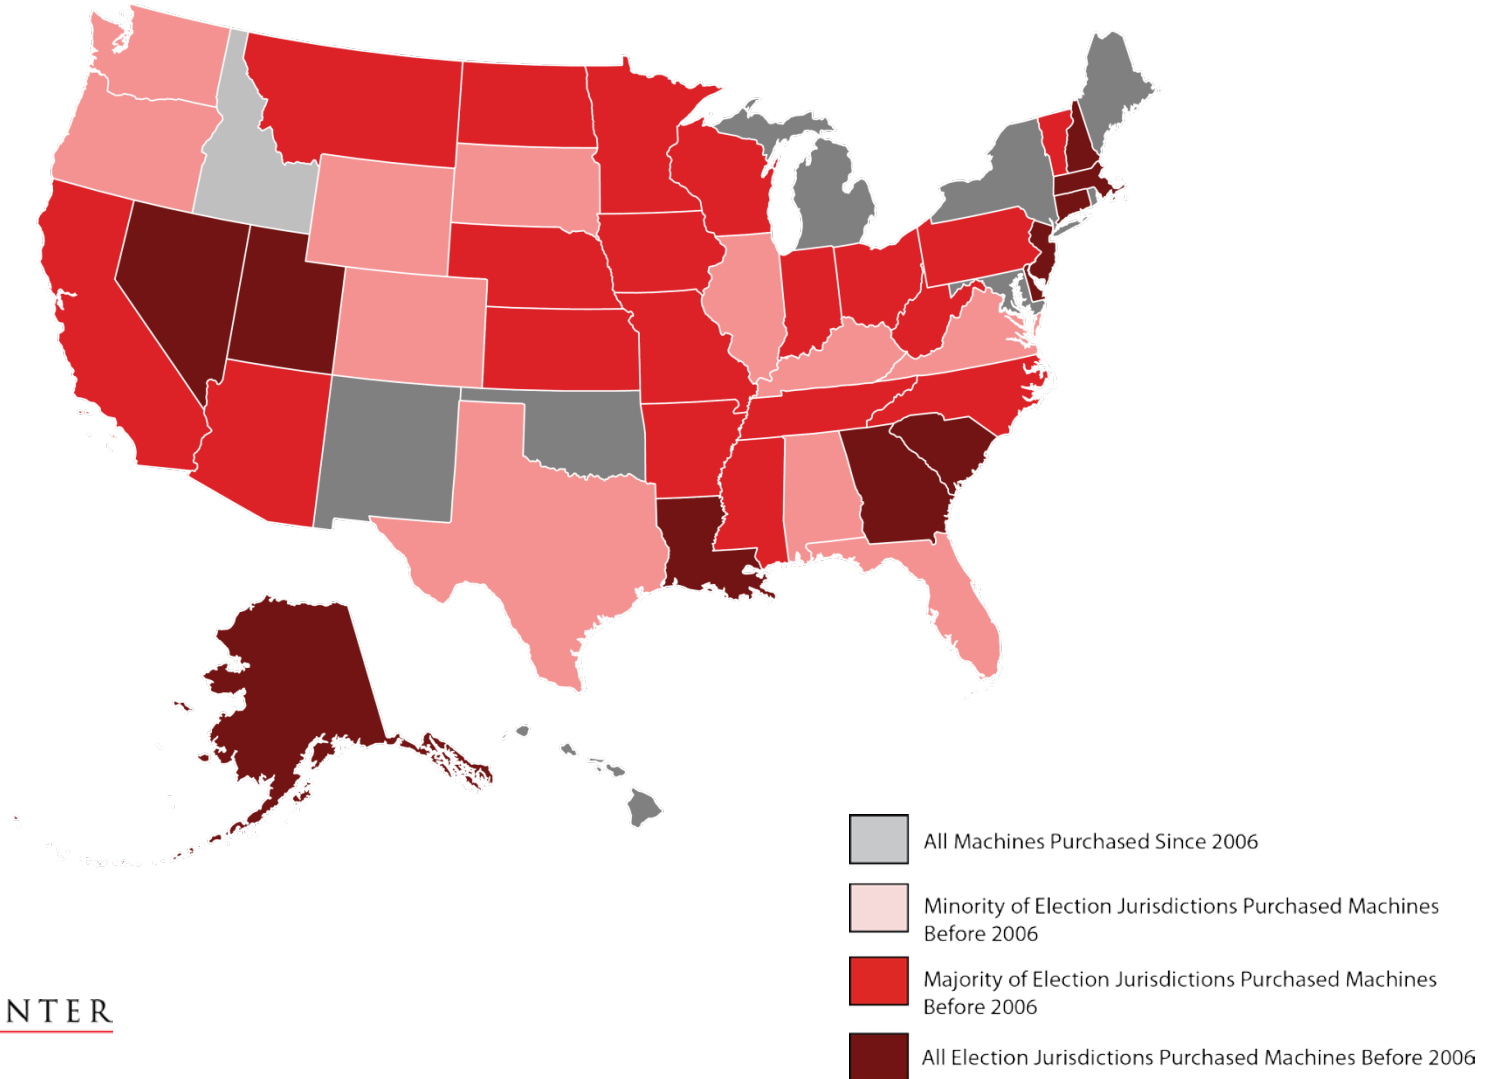 All Machines Purchased Since 2006
Minority of Election Jurisdictions Purchased Machines
Before 2006
Majority of Election Jurisdictions Purchased Machines
Before 2006
NTER
All Election Jurisdictions Purchased Machines Before 2006